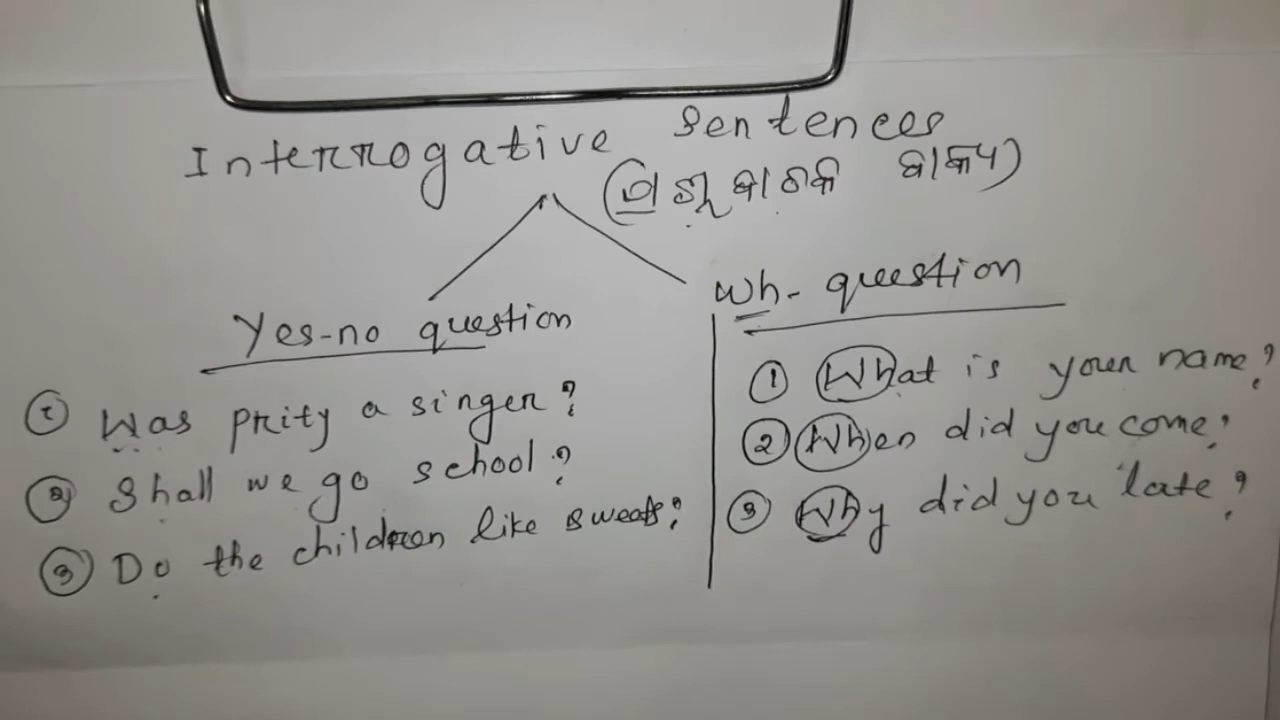 Interrogative Sentences
(ପ୍ରଶ୍ନବାଚକ ବାକ୍ୟ)
Yes-no question
① Was prity a singer?
② Shall we go school?
③ Do the children like sweats?
Wh- question
① What is your name?
② When did you come?
③ Why did you late?